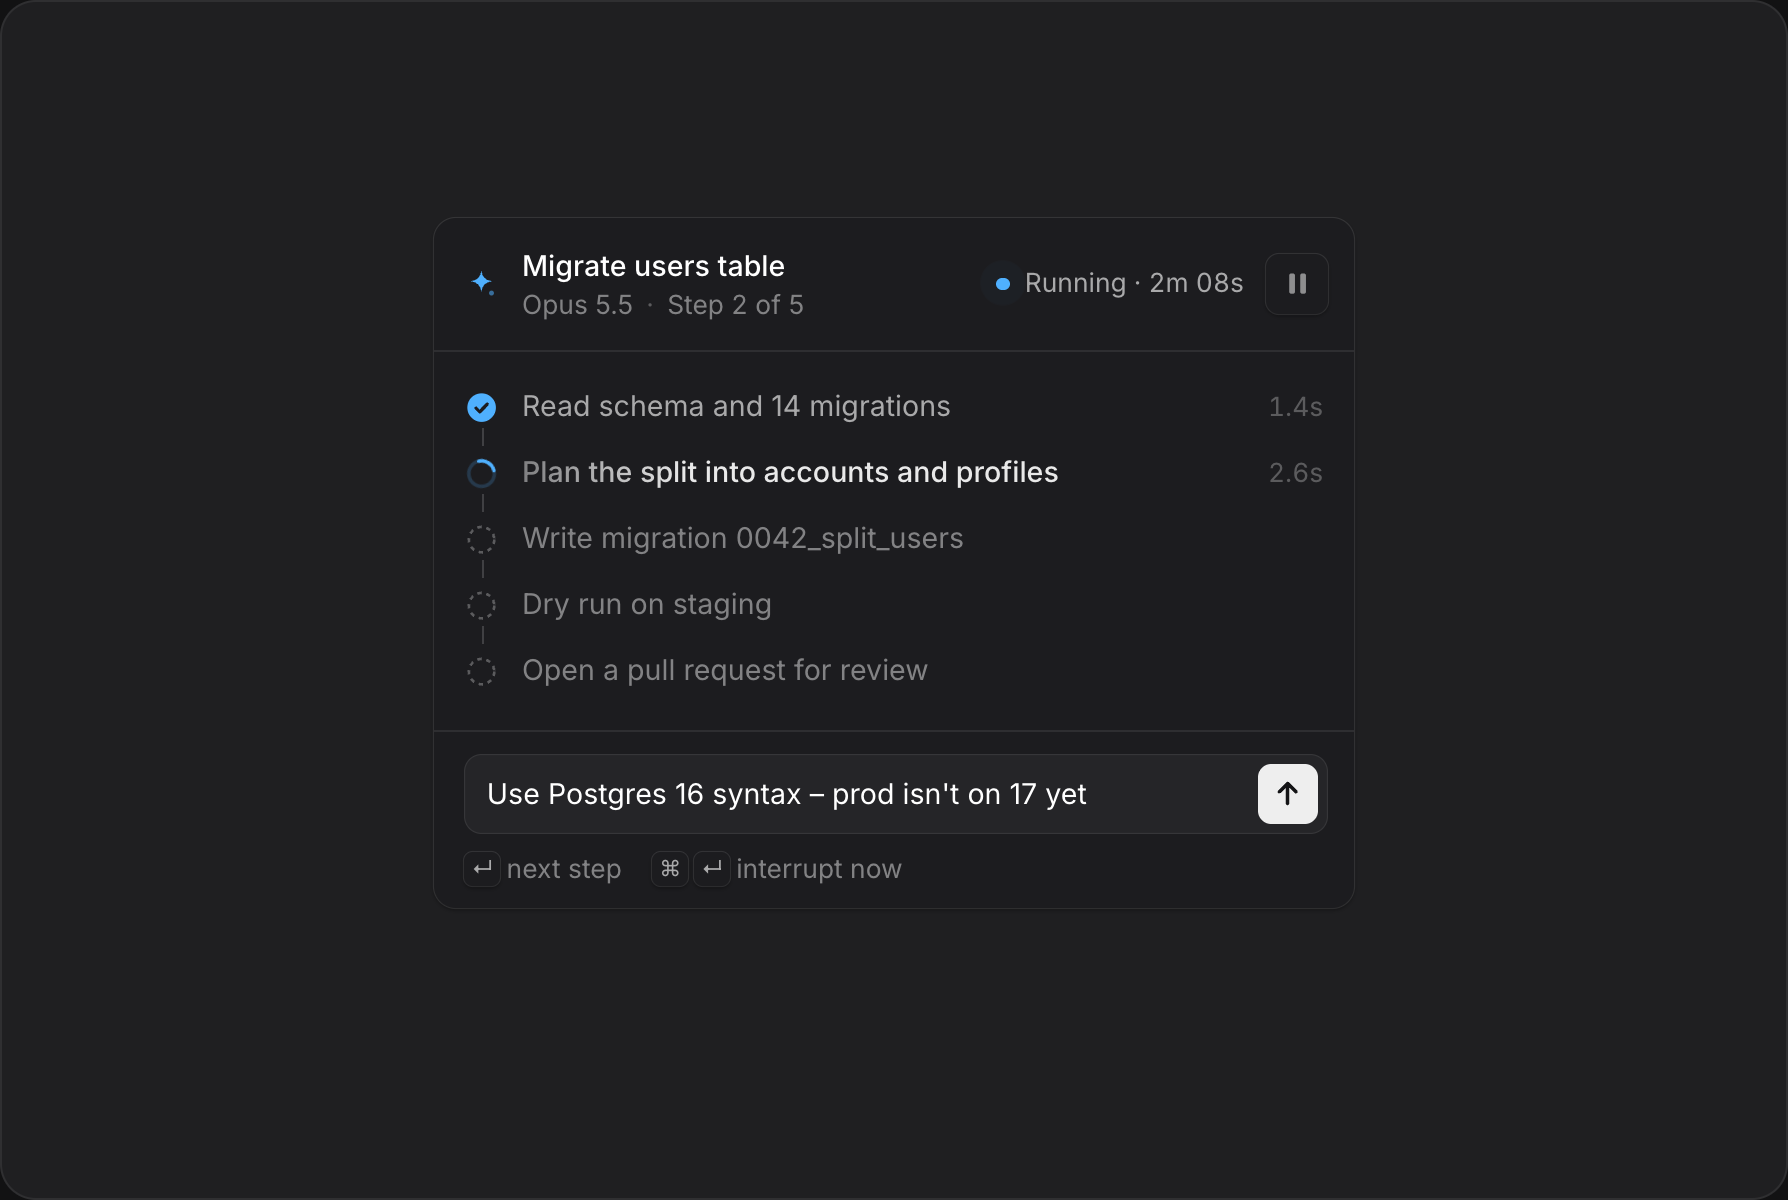 Migrate users table
Opus 5.5 · Step 2 of 5
Running · 2m 08s
Read schema and 14 migrations 1.4s
Plan the split into accounts and profiles 2.6s
Write migration 0042_split_users
Dry run on staging
Open a pull request for review
Use Postgres 16 syntax – prod isn't on 17 yet
↵ next step ⌘ ↵ interrupt now